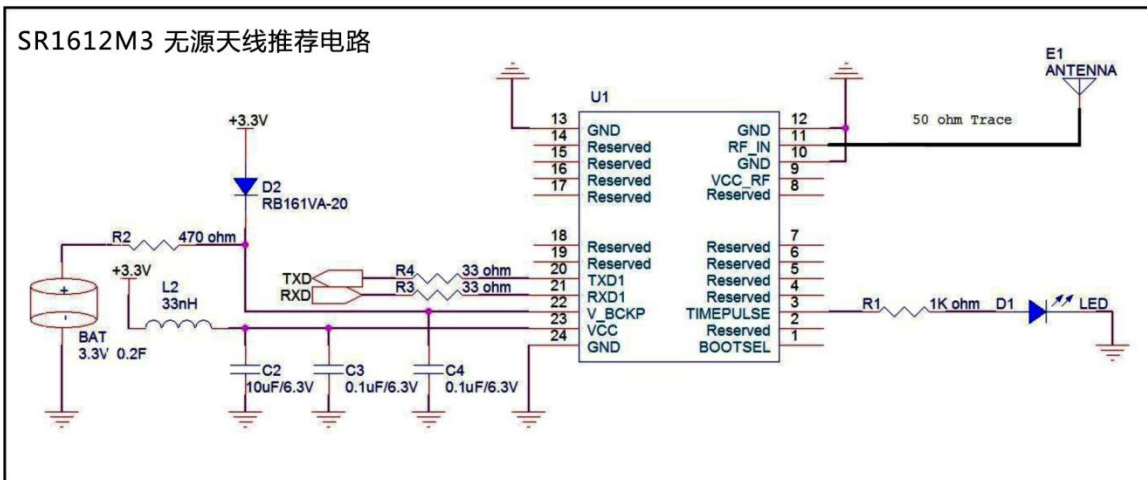 SR1612M3 无源天线推荐电路
E1
ANTENNA
50 ohm Trace
U1
+3.3V
D2
RB161VA-20
R2 470 ohm
+3.3V
L2
33nH
BAT
3.3V 0.2F
TXD R4 33 ohm
RXD R3 33 ohm
C2
10uF/6.3V
C3
0.1uF/6.3V
C4
0.1uF/6.3V
13 GND
14 Reserved
15 Reserved
16 Reserved
17 Reserved
18 Reserved
19 Reserved
20 TXD1
21 RXD1
22 V_BCKP
23 VCC
24 GND
GND 12
RF_IN 11
GND 10
VCC_RF 9
Reserved 8
Reserved 7
Reserved 6
Reserved 5
Reserved 4
TIMEPULSE 3
Reserved 2
BOOTSEL 1
R1 1K ohm D1 LED